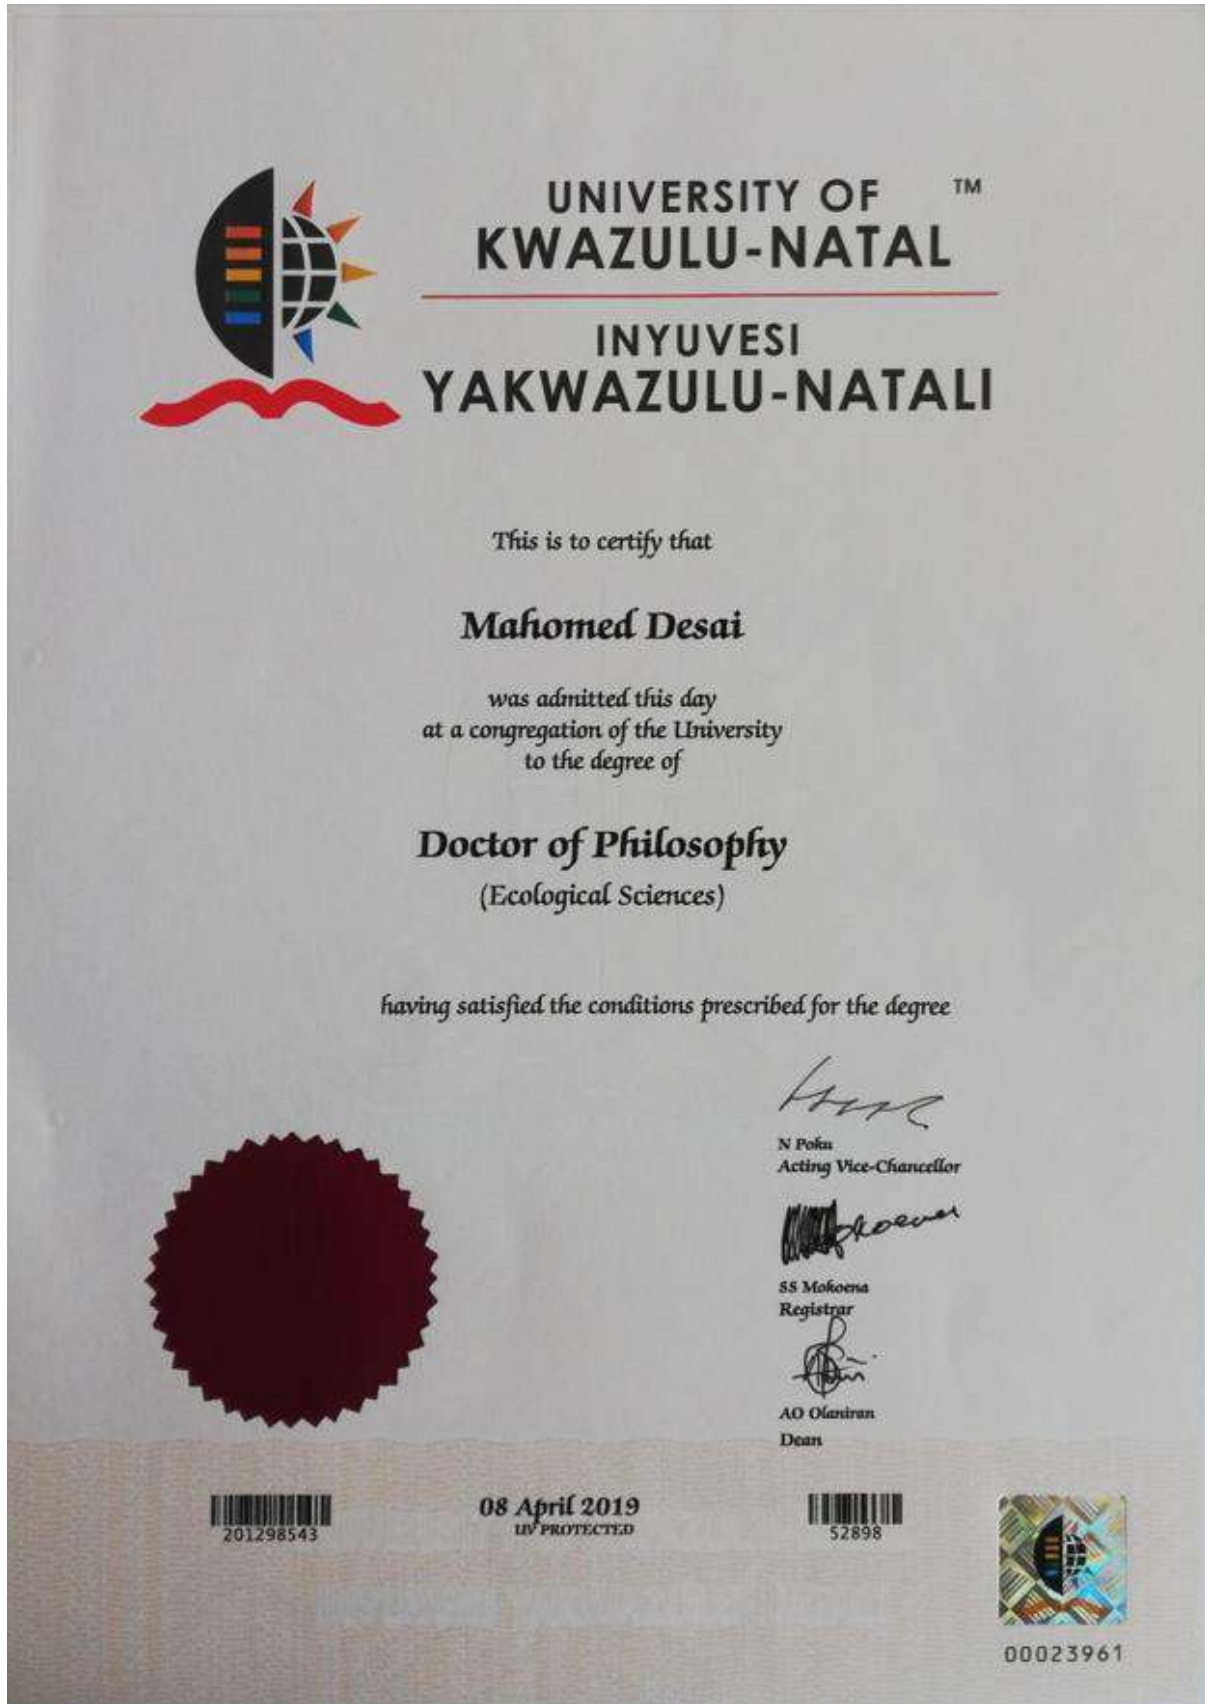 UNIVERSITY OF TM
KWAZULU-NATAL
INYUVESI
YAKWAZULU-NATALI
This is to certify that
Mahomed Desai
was admitted this day
at a congregation of the University
to the degree of
Doctor of Philosophy
(Ecological Sciences)
having satisfied the conditions prescribed for the degree
N Poku
Acting Vice-Chancellor
SS Mokoena
Registrar
AO Olaniran
Dean
201298543
08 April 2019
UV PROTECTED
52898
00023961